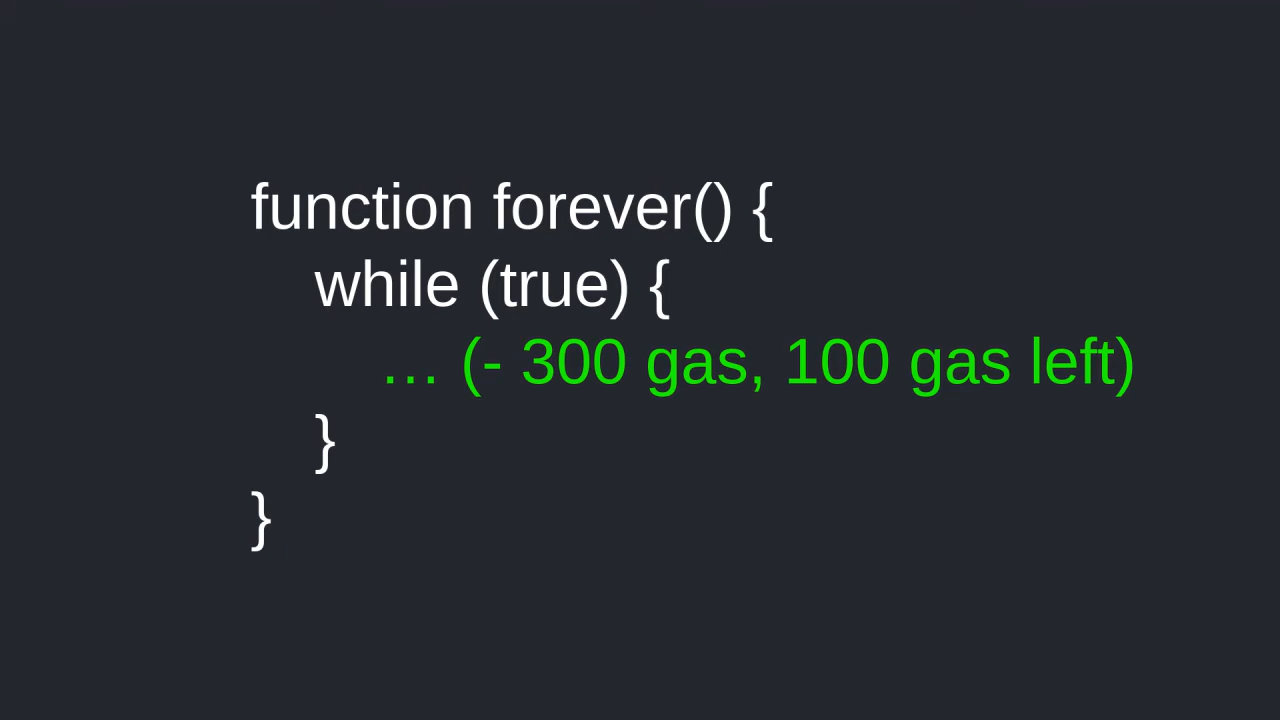 function forever() {
while (true) {
… (- 300 gas, 100 gas left)
}
}